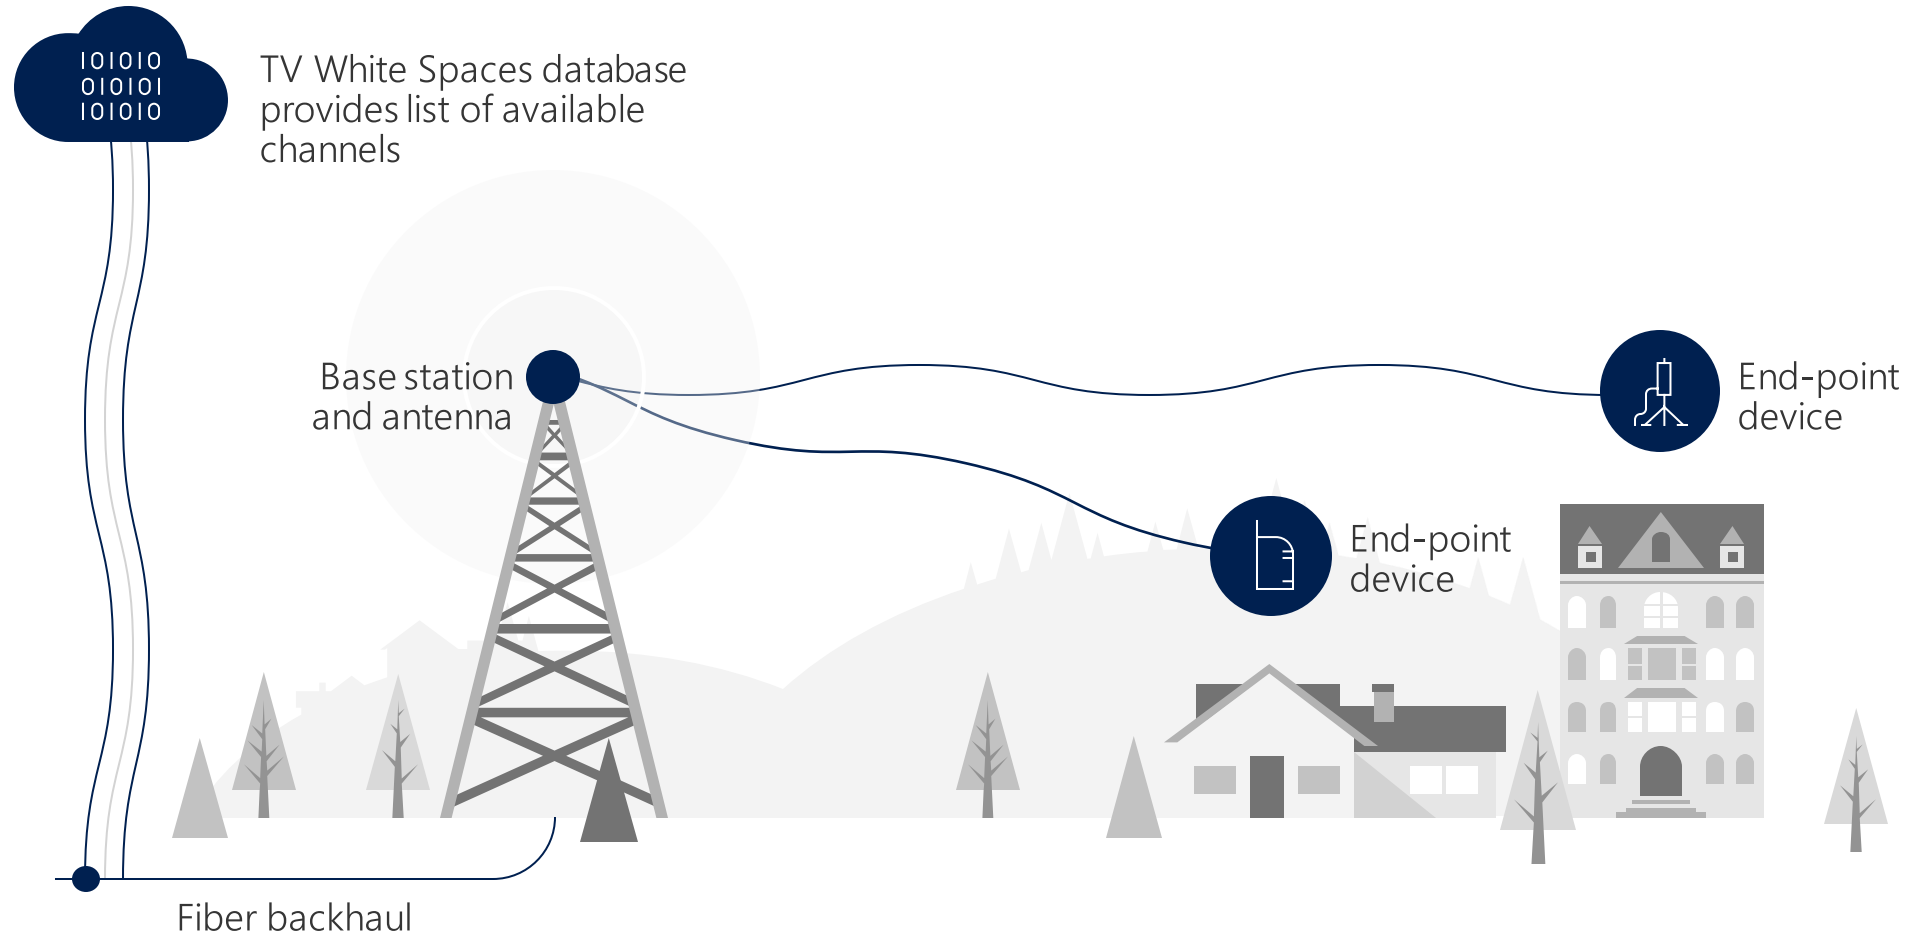 101010
010101
101010
TV White Spaces database
provides list of available
channels
Base station
and antenna
End-point
device
End-point
device
Fiber backhaul